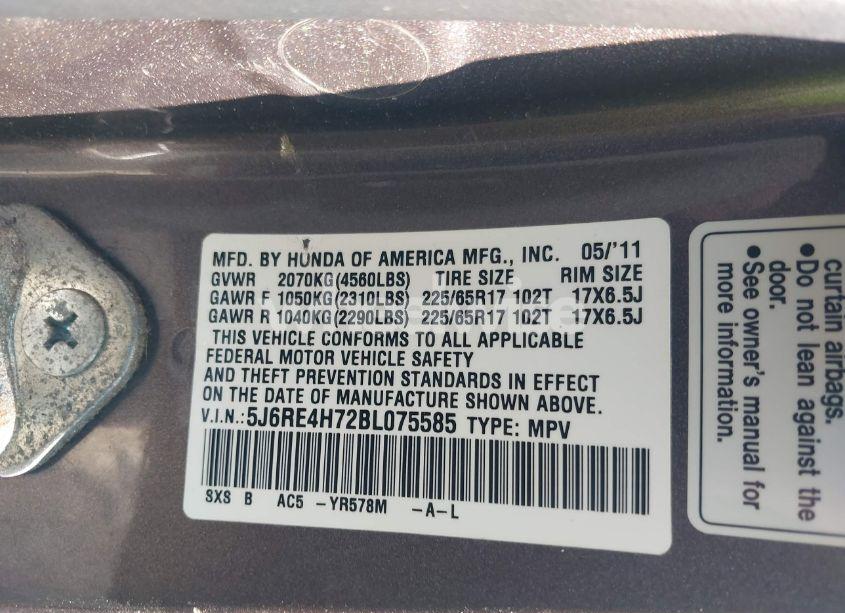 MFD. BY HONDA OF AMERICA MFG., INC. 05/'11
GVWR 2070KG(4560LBS) TIRE SIZE RIM SIZE
GAWR F 1050KG(2310LBS) 225/65R17 102T 17X6.5J
GAWR R 1040KG(2290LBS) 225/65R17 102T 17X6.5J
THIS VEHICLE CONFORMS TO ALL APPLICABLE
FEDERAL MOTOR VEHICLE SAFETY
AND THEFT PREVENTION STANDARDS IN EFFECT
ON THE DATE OF MANUFACTURE SHOWN ABOVE.
V.I.N.:5J6RE4H72BL075585 TYPE: MPV
SXS B AC5 -YR578M -A-L
curtain airbags.
•Do not lean against the
door.
•See owner's manual for
more information.